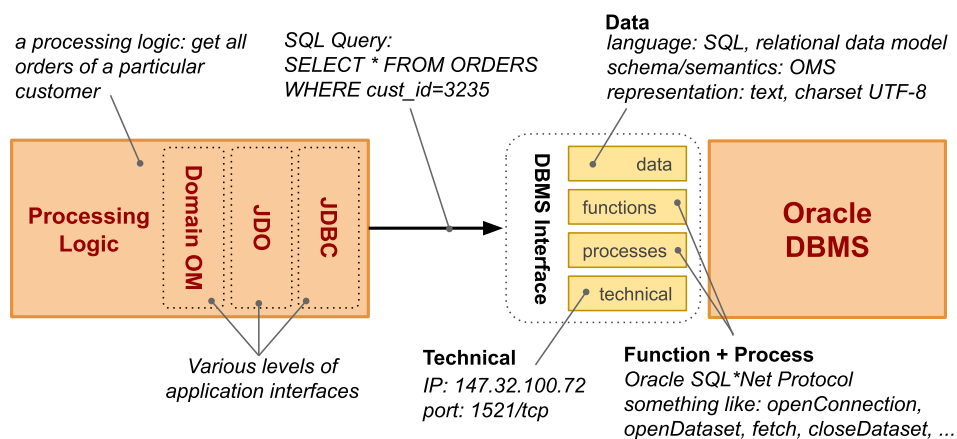 a processing logic: get all
orders of a particular
customer
SQL Query:
SELECT * FROM ORDERS
WHERE cust_id=3235
Data
language: SQL, relational data model
schema/semantics: OMS
representation: text, charset UTF-8
Processing
Logic
Domain OM
JDO
JDBC
DBMS Interface
data
functions
processes
technical
Oracle
DBMS
Various levels of
application interfaces
Technical
IP: 147.32.100.72
port: 1521/tcp
Function + Process
Oracle SQL*Net Protocol
something like: openConnection,
openDataset, fetch, closeDataset, ...